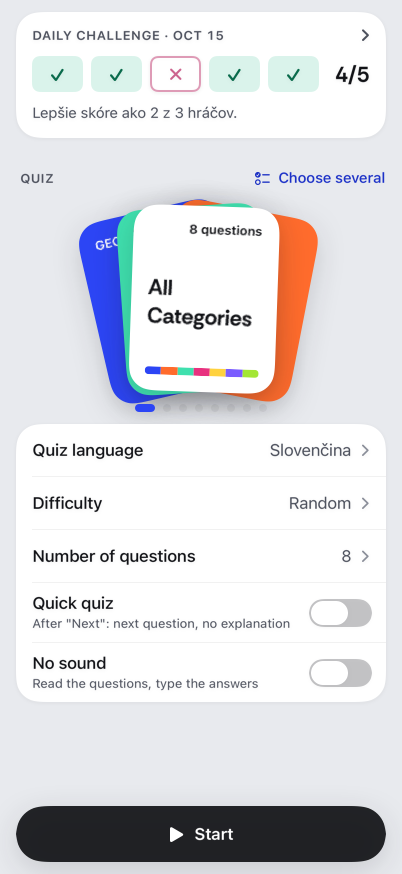 DAILY CHALLENGE · OCT 15
4/5
Lepšie skóre ako 2 z 3 hráčov.
QUIZ
Choose several
8 questions
All
Categories
Quiz language
Slovenčina
Difficulty
Random
Number of questions
8
Quick quiz
After "Next": next question, no explanation
No sound
Read the questions, type the answers
Start